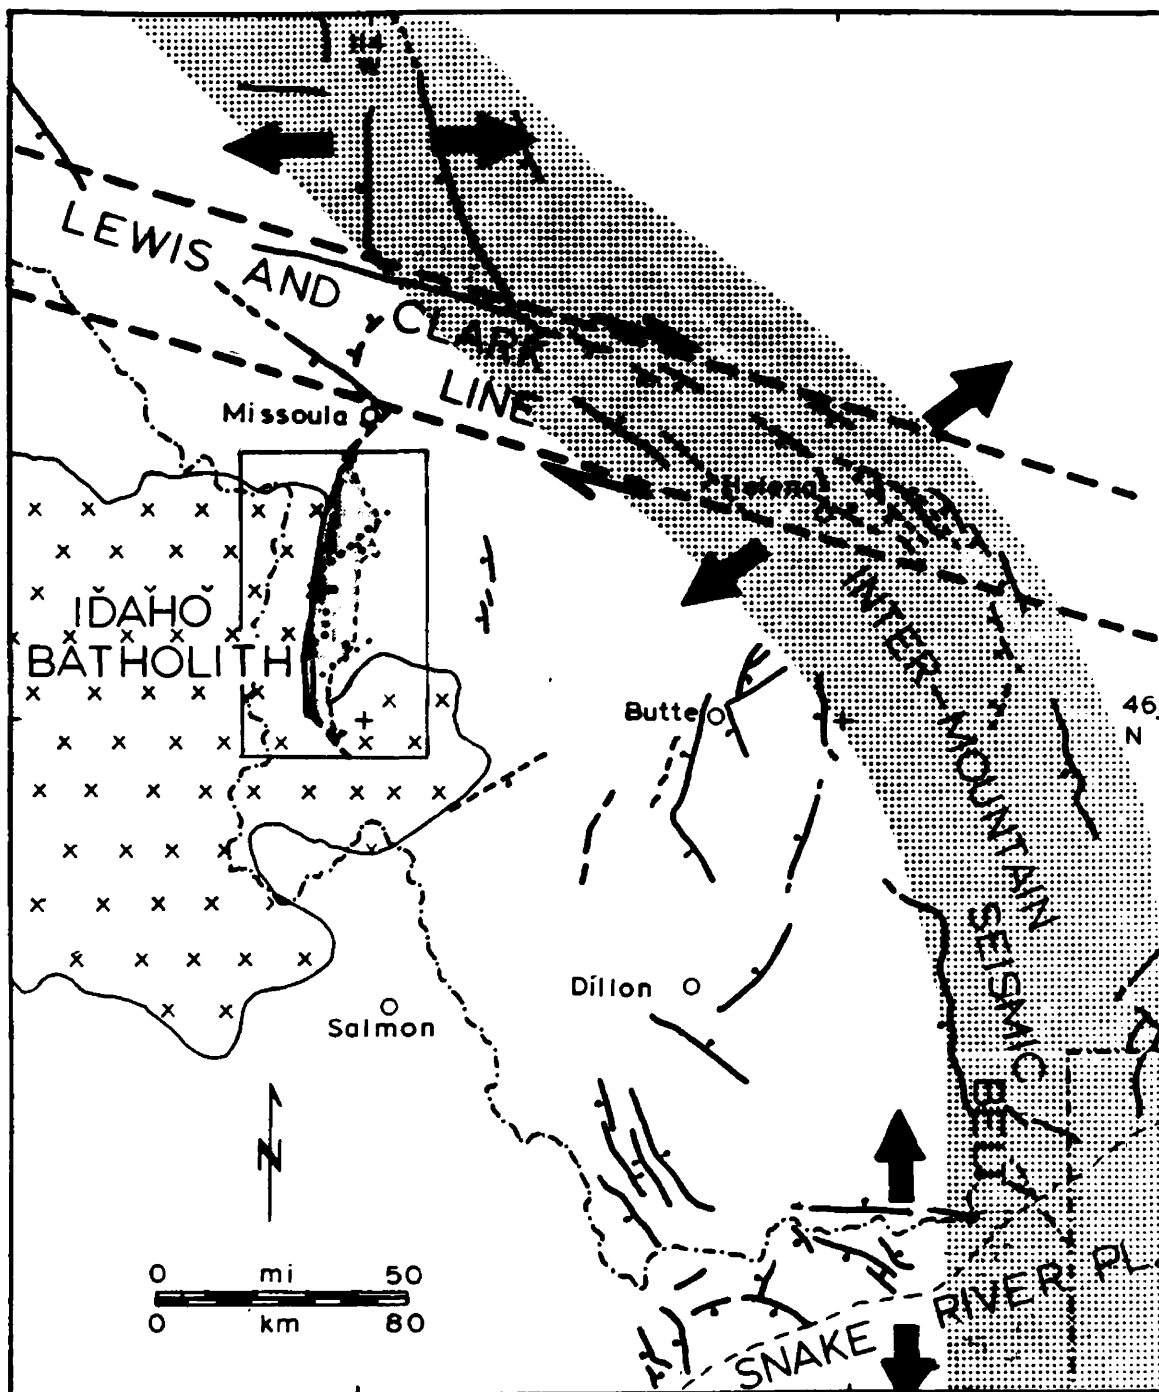 LEWIS AND CLARK
LINE
Missoula
Helena
IDAHO
BATHOLITH
INTER-MOUNTAIN
SEISMIC
BELT
Butte
46
N
Dillon
Salmon
N
0 mi 50
0 km 80
SNAKE RIVER PL